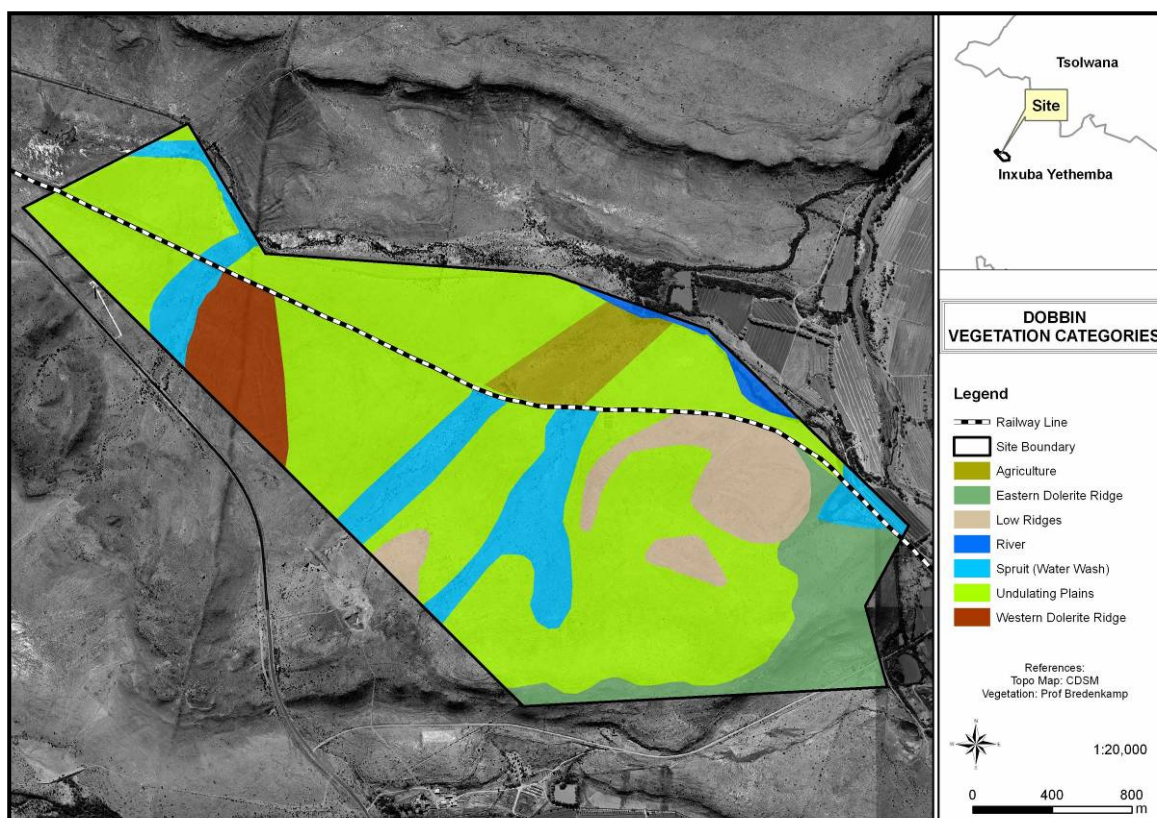 Tsolwana
Site
Inxuba Yethemba
DOBBIN
VEGETATION CATEGORIES
Legend
Railway Line
Site Boundary
Agriculture
Eastern Dolerite Ridge
Low Ridges
River
Spruit (Water Wash)
Undulating Plains
Western Dolerite Ridge
References:
Topo Map: CDSM
Vegetation: Prof Bredenkamp
N
W E
S
1:20,000
0 400 800
m